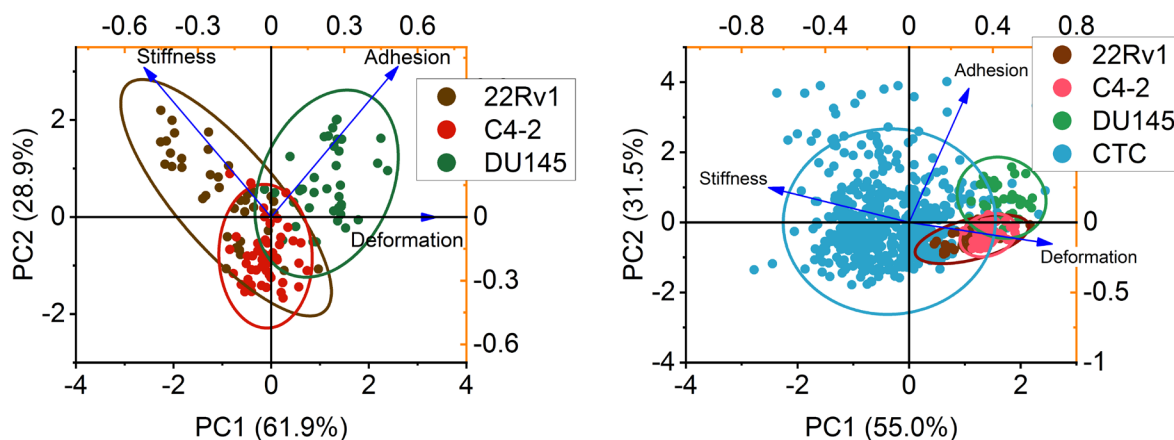 -0.6 -0.3 0 0.3 0.6
Stiffness
Adhesion
22Rv1
C4-2
DU145
2
0
-2
PC2 (28.9%)
0
-0.3
-0.6
Deformation
-4 -2 0 2 4
PC1 (61.9%)
-0.8 -0.4 0 0.4 0.8
Adhesion
22Rv1
C4-2
DU145
CTC
Stiffness
Deformation
4
2
0
-2
-4
PC2 (31.5%)
0
-0.5
-1
-4 -2 0 2
PC1 (55.0%)